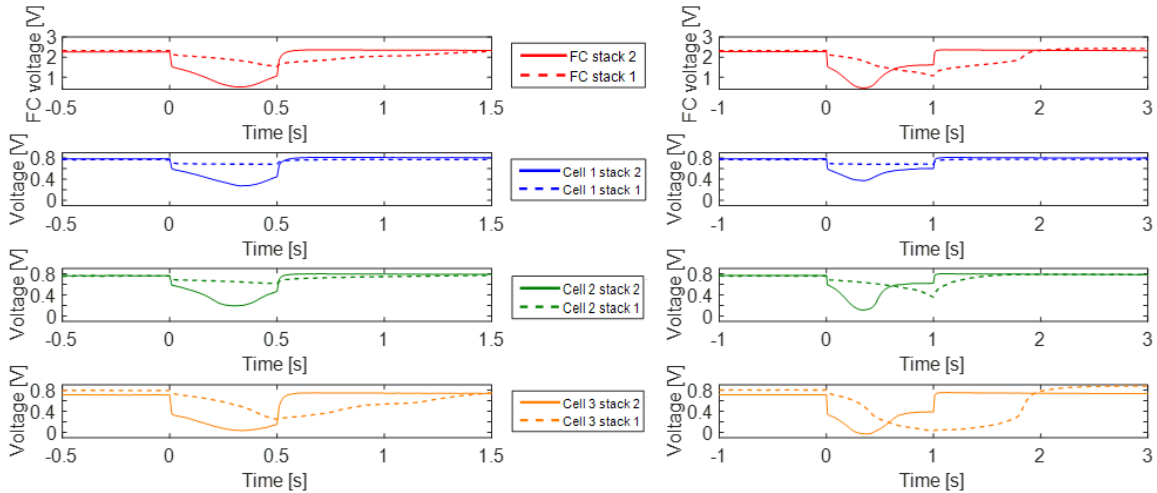 FC voltage [V]
3
2
1
-0.5 0 0.5 1 1.5
Time [s]
FC stack 2
FC stack 1
FC voltage [V]
3
2
1
-1 0 1 2 3
Time [s]
Voltage [V]
0.8
0.4
0
-0.5 0 0.5 1 1.5
Time [s]
Cell 1 stack 2
Cell 1 stack 1
Voltage [V]
0.8
0.4
0
-1 0 1 2 3
Time [s]
Voltage [V]
0.8
0.4
0
-0.5 0 0.5 1 1.5
Time [s]
Cell 2 stack 2
Cell 2 stack 1
Voltage [V]
0.8
0.4
0
-1 0 1 2 3
Time [s]
Voltage [V]
0.8
0.4
0
-0.5 0 0.5 1 1.5
Time [s]
Cell 3 stack 2
Cell 3 stack 1
Voltage [V]
0.8
0.4
0
-1 0 1 2 3
Time [s]